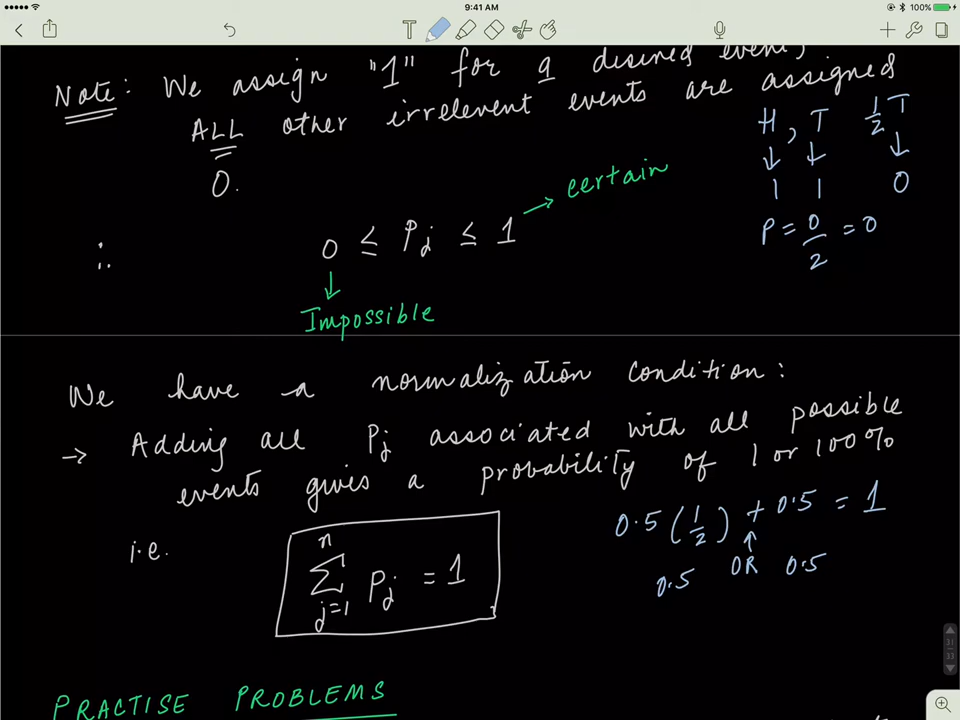 9:41 AM
100%
T
Note: We assign "1" for a desired event,
ALL other irrelevent events are assigned
0.
H, T ½T
1 1 0
P = 0/2 = 0
∴ 0 ≤ Pj ≤ 1 → certain
Impossible
We have a normalization condition:
→ Adding all Pj associated with all possible
events gives a probability of 1 or 100%
0.5 (½) + 0.5 = 1
0.5 OR 0.5
i.e. n
∑ Pj = 1
j=1
PRACTISE PROBLEMS